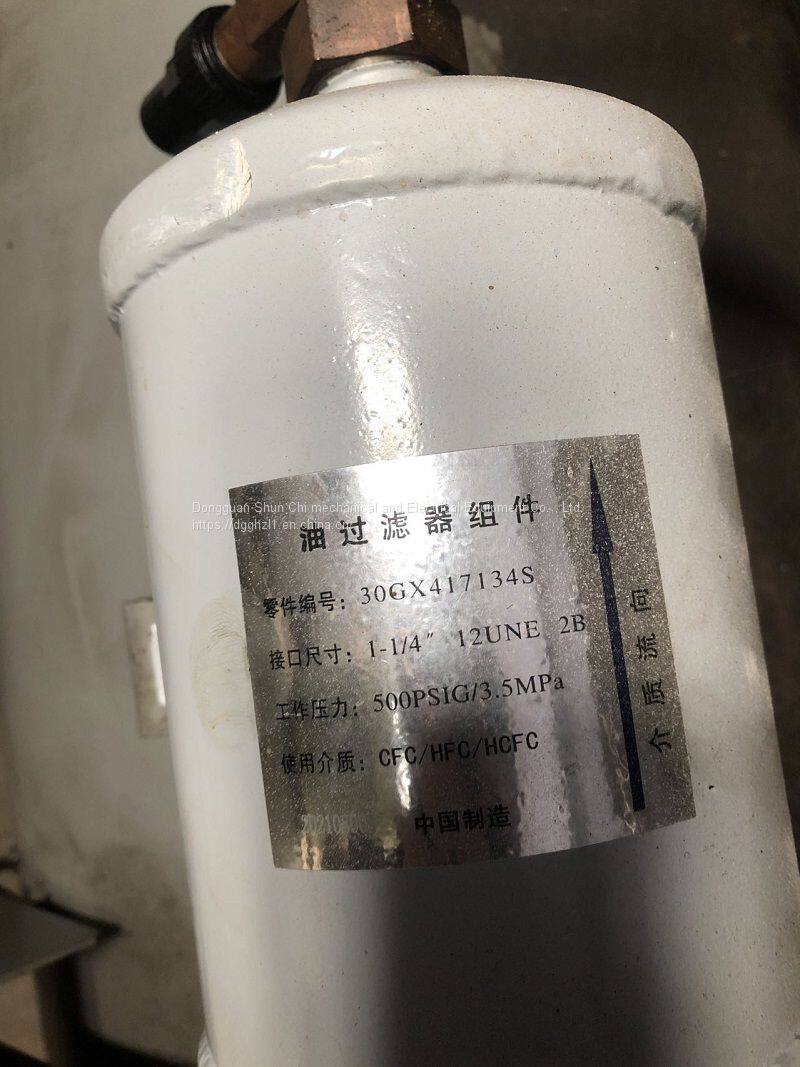 Dongguan Shun Chi mechanical and Electrical Equipment Co., Ltd.
https://dgghzl1.en.china.cn/
油过滤器组件
零件编号: 30GX417134S
接口尺寸: 1-1/4" 12UNE 2B
工作压力: 500PSIG/3.5MPa
使用介质: CFC/HFC/HCFC
中国制造
介质流向